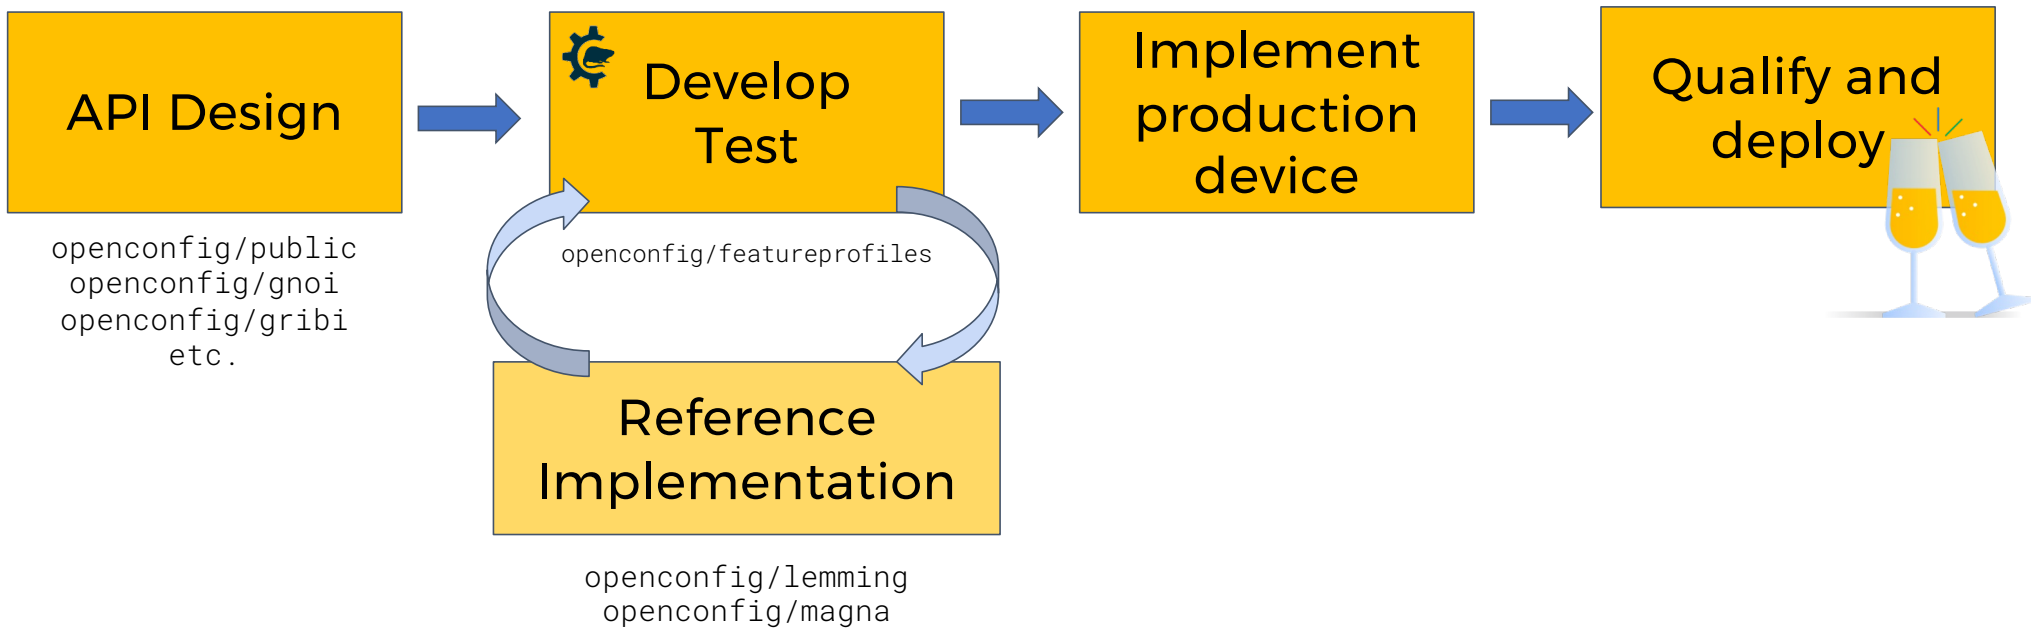 API Design
openconfig/public
openconfig/gnoi
openconfig/gribi
etc.
Develop
Test
openconfig/featureprofiles
Reference
Implementation
openconfig/lemming
openconfig/magna
Implement
production
device
Qualify and
deploy